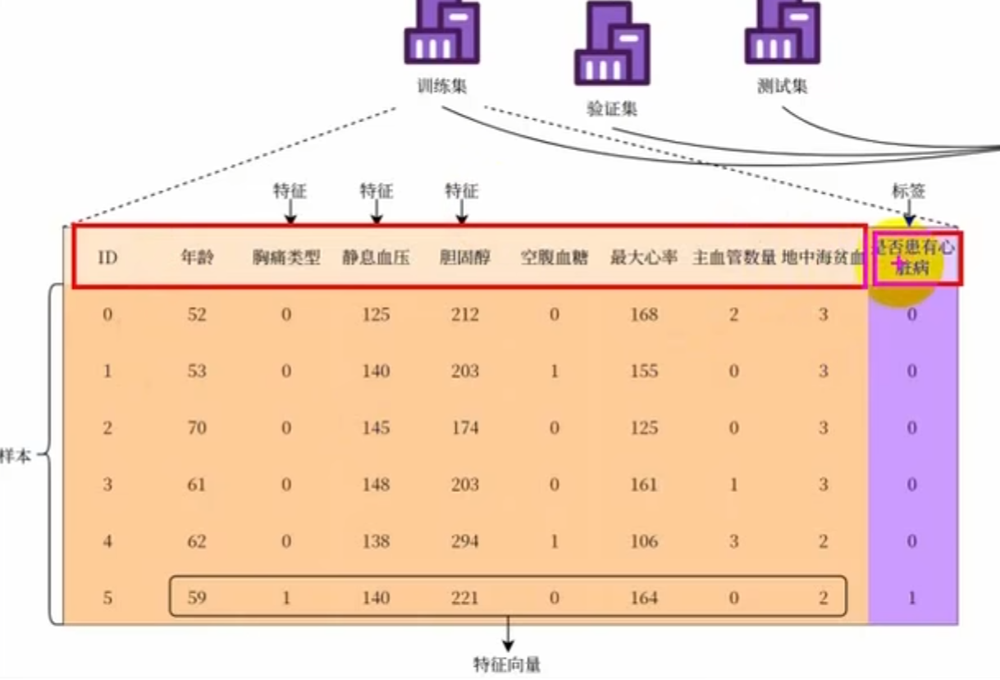 训练集
验证集
测试集
特征 特征 特征 标签
ID 年龄 胸痛类型 静息血压 胆固醇 空腹血糖 最大心率 主血管数量 地中海贫血 是否患有心
脏病
0 52 0 125 212 0 168 2 3 0
1 53 0 140 203 1 155 0 3 0
2 70 0 145 174 0 125 0 3 0
样本
3 61 0 148 203 0 161 1 3 0
4 62 0 138 294 1 106 3 2 0
5 59 1 140 221 0 164 0 2 1
特征向量